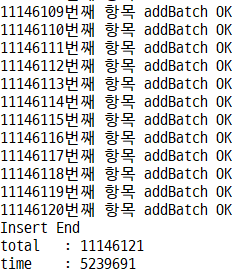 11146109번째 항목 addBatch OK
11146110번째 항목 addBatch OK
11146111번째 항목 addBatch OK
11146112번째 항목 addBatch OK
11146113번째 항목 addBatch OK
11146114번째 항목 addBatch OK
11146115번째 항목 addBatch OK
11146116번째 항목 addBatch OK
11146117번째 항목 addBatch OK
11146118번째 항목 addBatch OK
11146119번째 항목 addBatch OK
11146120번째 항목 addBatch OK
Insert End
total   : 11146121
time    : 5239691